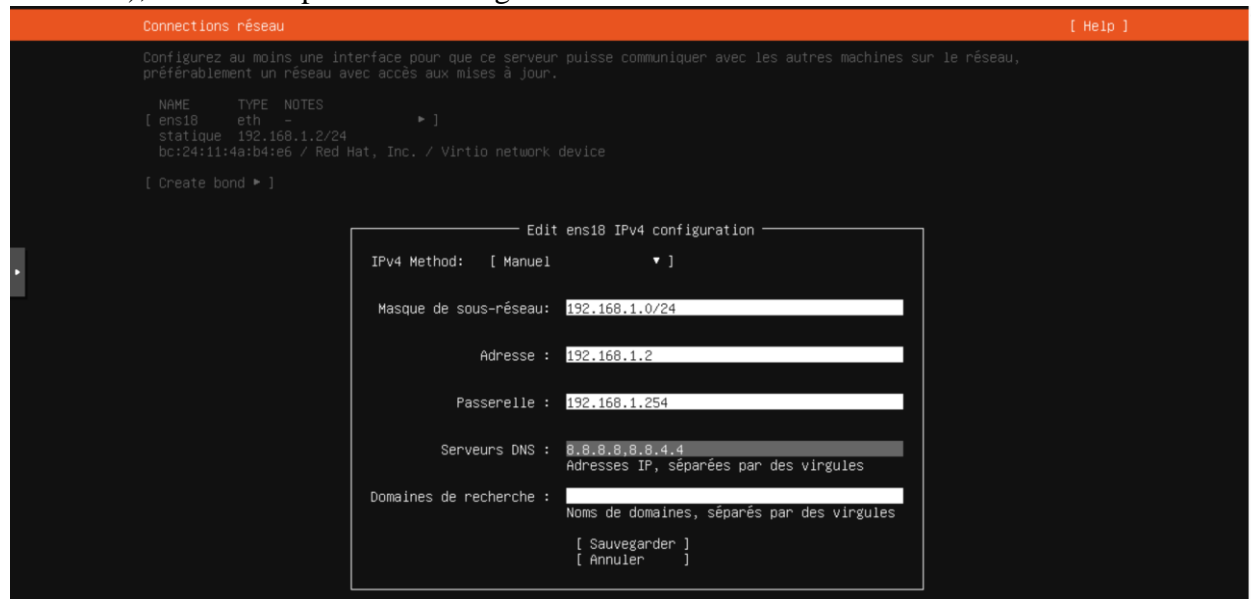 Connections réseau [ Help ]
Configurez au moins une interface pour que ce serveur puisse communiquer avec les autres machines sur le réseau,
préférablement un réseau avec accès aux mises à jour.
NAME TYPE NOTES
[ ens18 eth - ▸ ]
statique 192.168.1.2/24
bc:24:11:4a:b4:e6 / Red Hat, Inc. / Virtio network device
[ Create bond ▸ ]
Edit ens18 IPv4 configuration
IPv4 Method: [ Manuel ▾ ]
Masque de sous-réseau: 192.168.1.0/24
Adresse : 192.168.1.2
Passerelle : 192.168.1.254
Serveurs DNS : 8.8.8.8,8.8.4.4
Adresses IP, séparées par des virgules
Domaines de recherche :
Noms de domaines, séparés par des virgules
[ Sauvegarder ]
[ Annuler ]